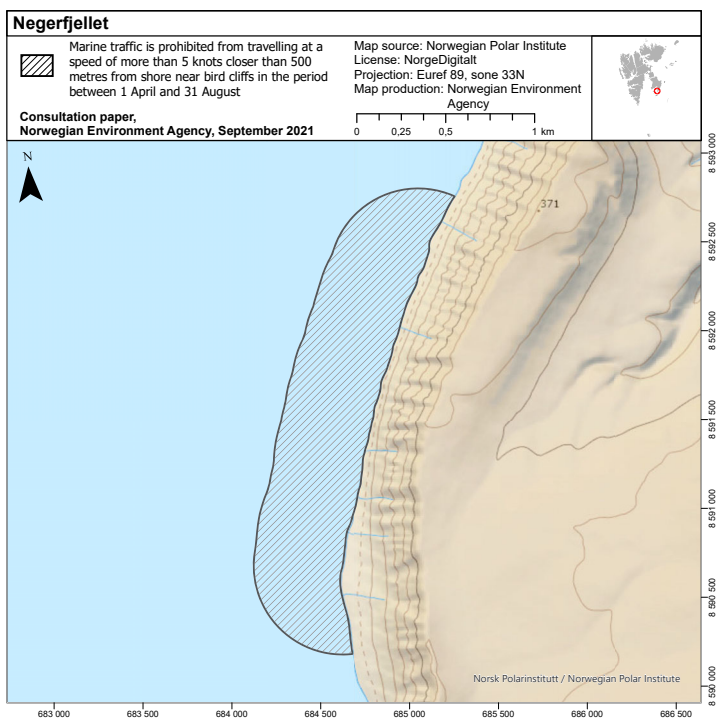 Negerfjellet
Marine traffic is prohibited from travelling at a
speed of more than 5 knots closer than 500
metres from shore near bird cliffs in the period
between 1 April and 31 August
Consultation paper,
Norwegian Environment Agency, September 2021
Map source: Norwegian Polar Institute
License: NorgeDigitalt
Projection: Euref 89, sone 33N
Map production: Norwegian Environment
Agency
0 0,25 0,5 1 km
N
371
8 593 000
8 592 500
8 592 000
8 591 500
8 591 000
8 590 500
8 590 000
Norsk Polarinstitutt / Norwegian Polar Institute
683 000 683 500 684 000 684 500 685 000 685 500 686 000 686 500